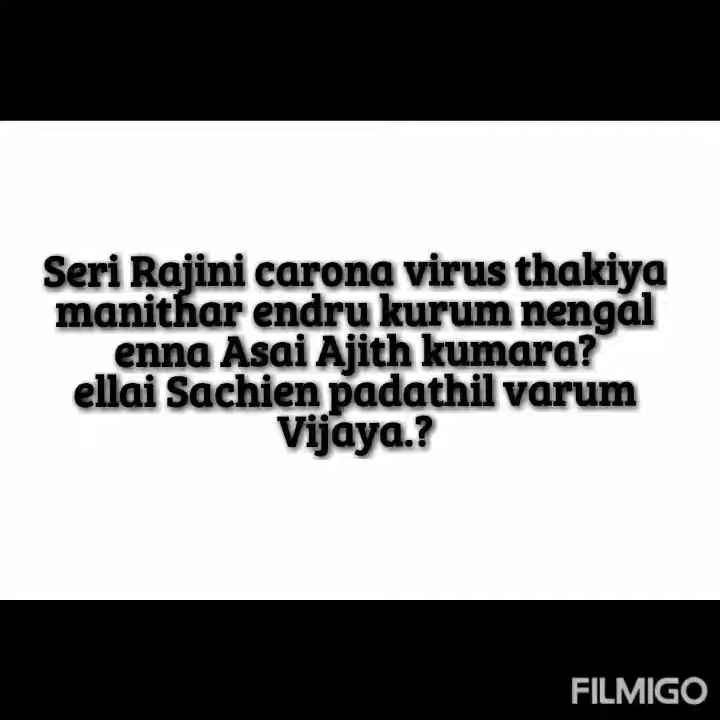 Seri Rajini carona virus thakiya
manithar endru kurum nengal
enna Asai Ajith kumara?
ellai Sachien padathil varum
Vijaya.?
FILMIGO